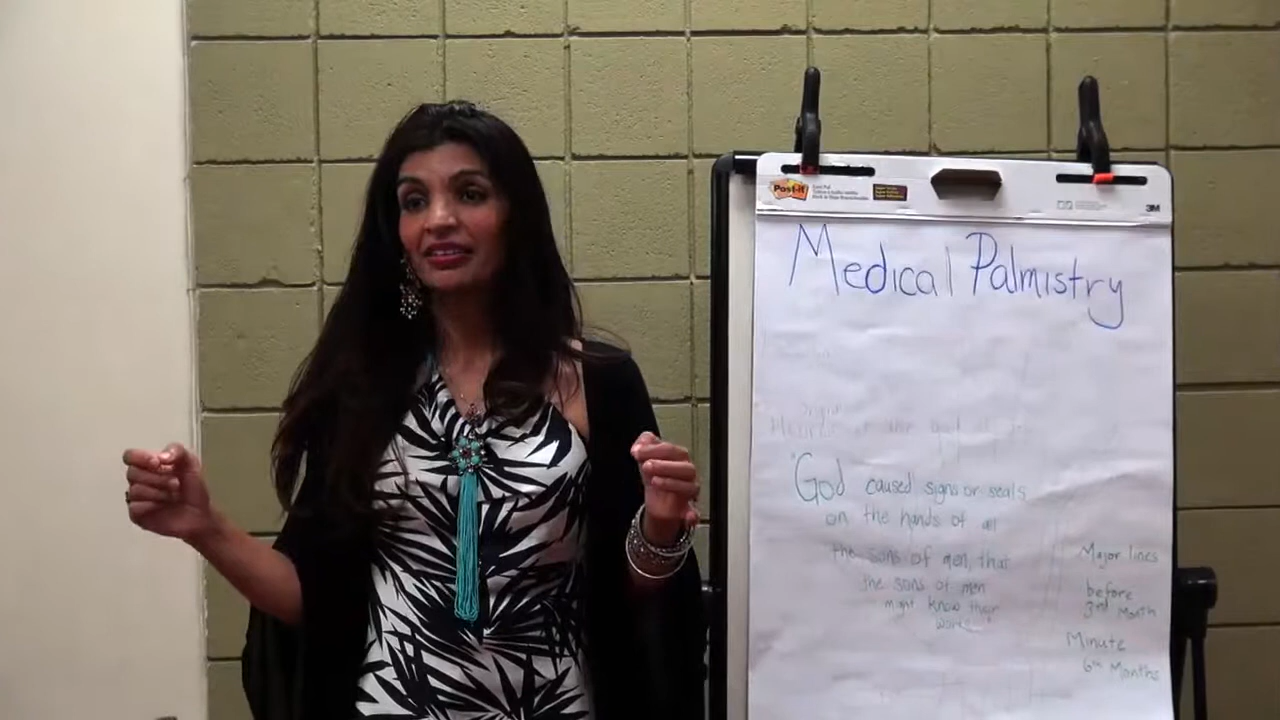 Post-it
3M
Medical Palmistry
"God caused signs or seals
on the hands of all
the sons of men, that
the sons of men
might know their
works"
Major lines
before
3rd Month
Minute
6th Months